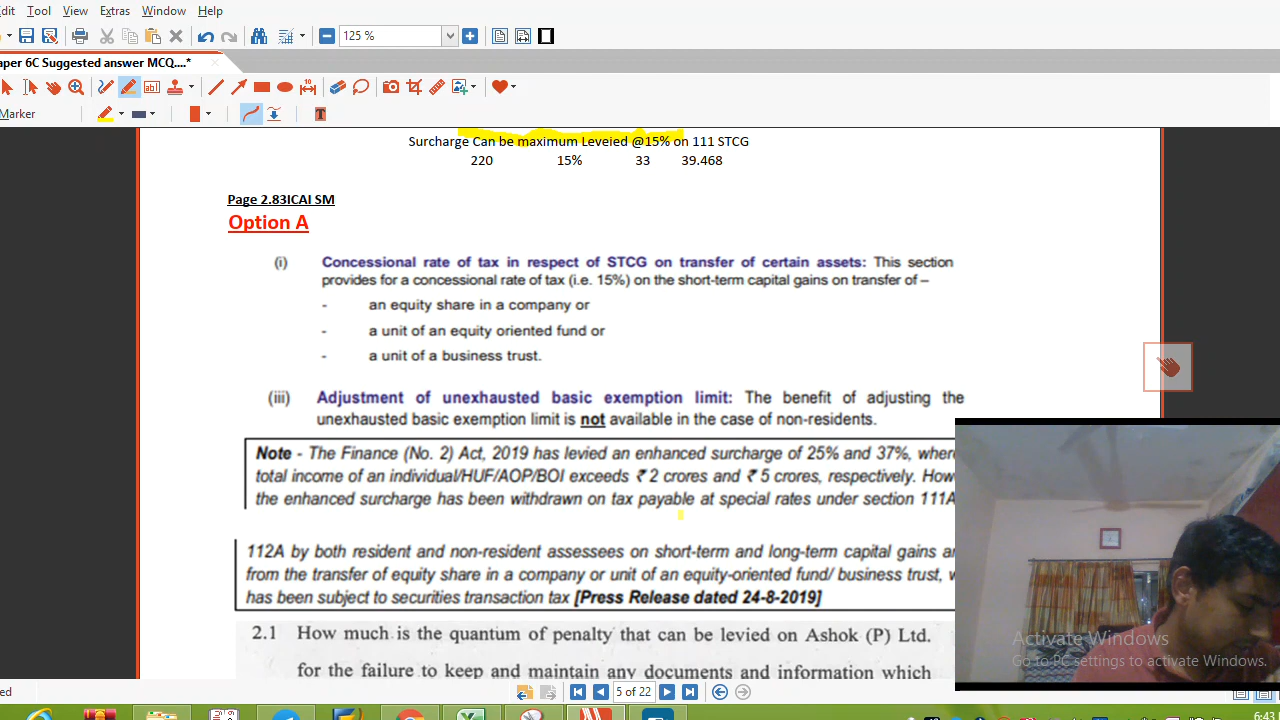 Tool View Extras Window Help
125 %
aper 6C Suggested answer MCQ....*
10
Marker
T
Surcharge Can be maximum Leveied @15% on 111 STCG
220 15% 33 39.468
Page 2.83ICAI SM
Option A
(i) Concessional rate of tax in respect of STCG on transfer of certain assets: This section
provides for a concessional rate of tax (i.e. 15%) on the short-term capital gains on transfer of –
- an equity share in a company or
- a unit of an equity oriented fund or
- a unit of a business trust.
(iii) Adjustment of unexhausted basic exemption limit: The benefit of adjusting the
unexhausted basic exemption limit is not available in the case of non-residents.
Note - The Finance (No. 2) Act, 2019 has levied an enhanced surcharge of 25% and 37%, wher
total income of an individual/HUF/AOP/BOI exceeds ₹ 2 crores and ₹ 5 crores, respectively. How
the enhanced surcharge has been withdrawn on tax payable at special rates under section 111A
112A by both resident and non-resident assessees on short-term and long-term capital gains a
from the transfer of equity share in a company or unit of an equity-oriented fund/ business trust,
has been subject to securities transaction tax [Press Release dated 24-8-2019]
2.1 How much is the quantum of penalty that can be levied on Ashok (P) Ltd.
for the failure to keep and maintain any documents and information which
Activate Windows
Go to PC settings to activate Windows.
ed
5 of 22
6:43